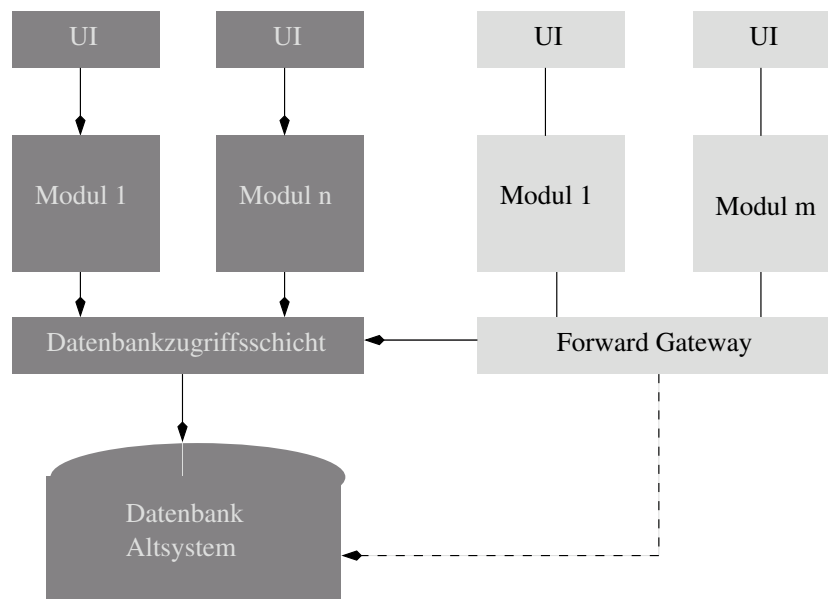 UI
UI
UI
UI
Modul 1
Modul n
Modul 1
Modul m
Datenbankzugriffsschicht
Forward Gateway
Datenbank
Altsystem